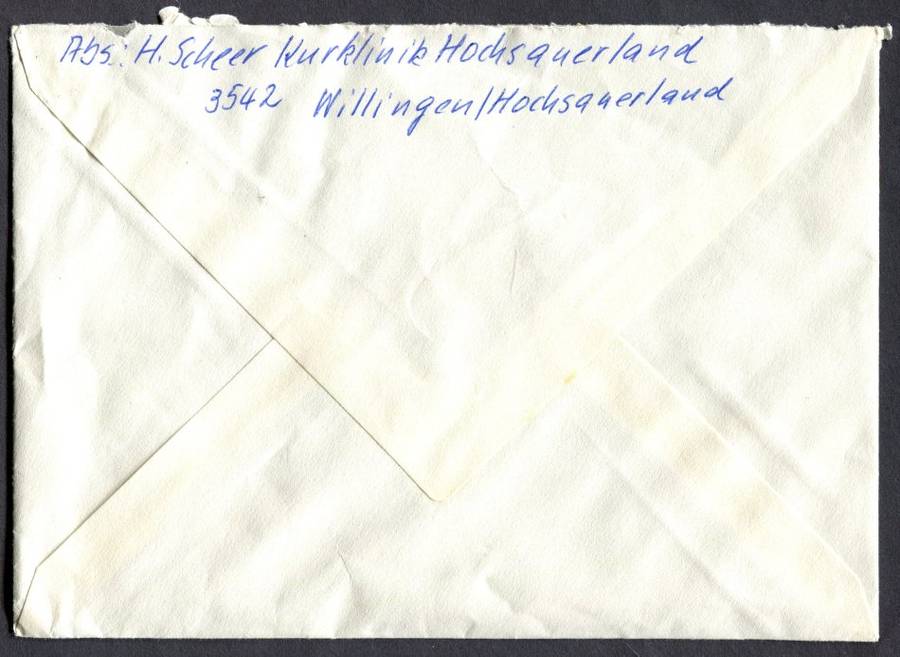 Abs.: H. Scheer Kurklinik Hochsauerland
3542 Willingen/Hochsauerland